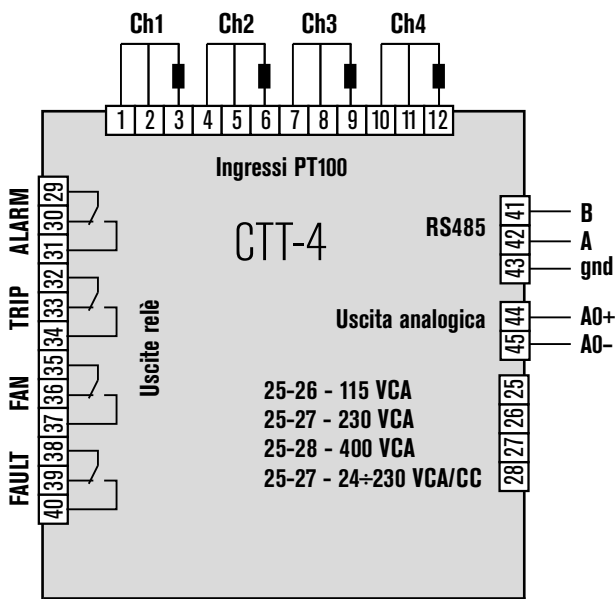 Ch1 Ch2 Ch3 Ch4
1 2 3 4 5 6 7 8 9 10 11 12
Ingressi PT100
CTT-4
ALARM
29
30
31
TRIP
32
33
34
FAN
35
36
37
FAULT
38
39
40
Uscite relè
RS485
41 B
42 A
43 gnd
Uscita analogica
44 A0+
45 A0–
25-26 - 115 VCA
25-27 - 230 VCA
25-28 - 400 VCA
25-27 - 24÷230 VCA/CC
25
26
27
28